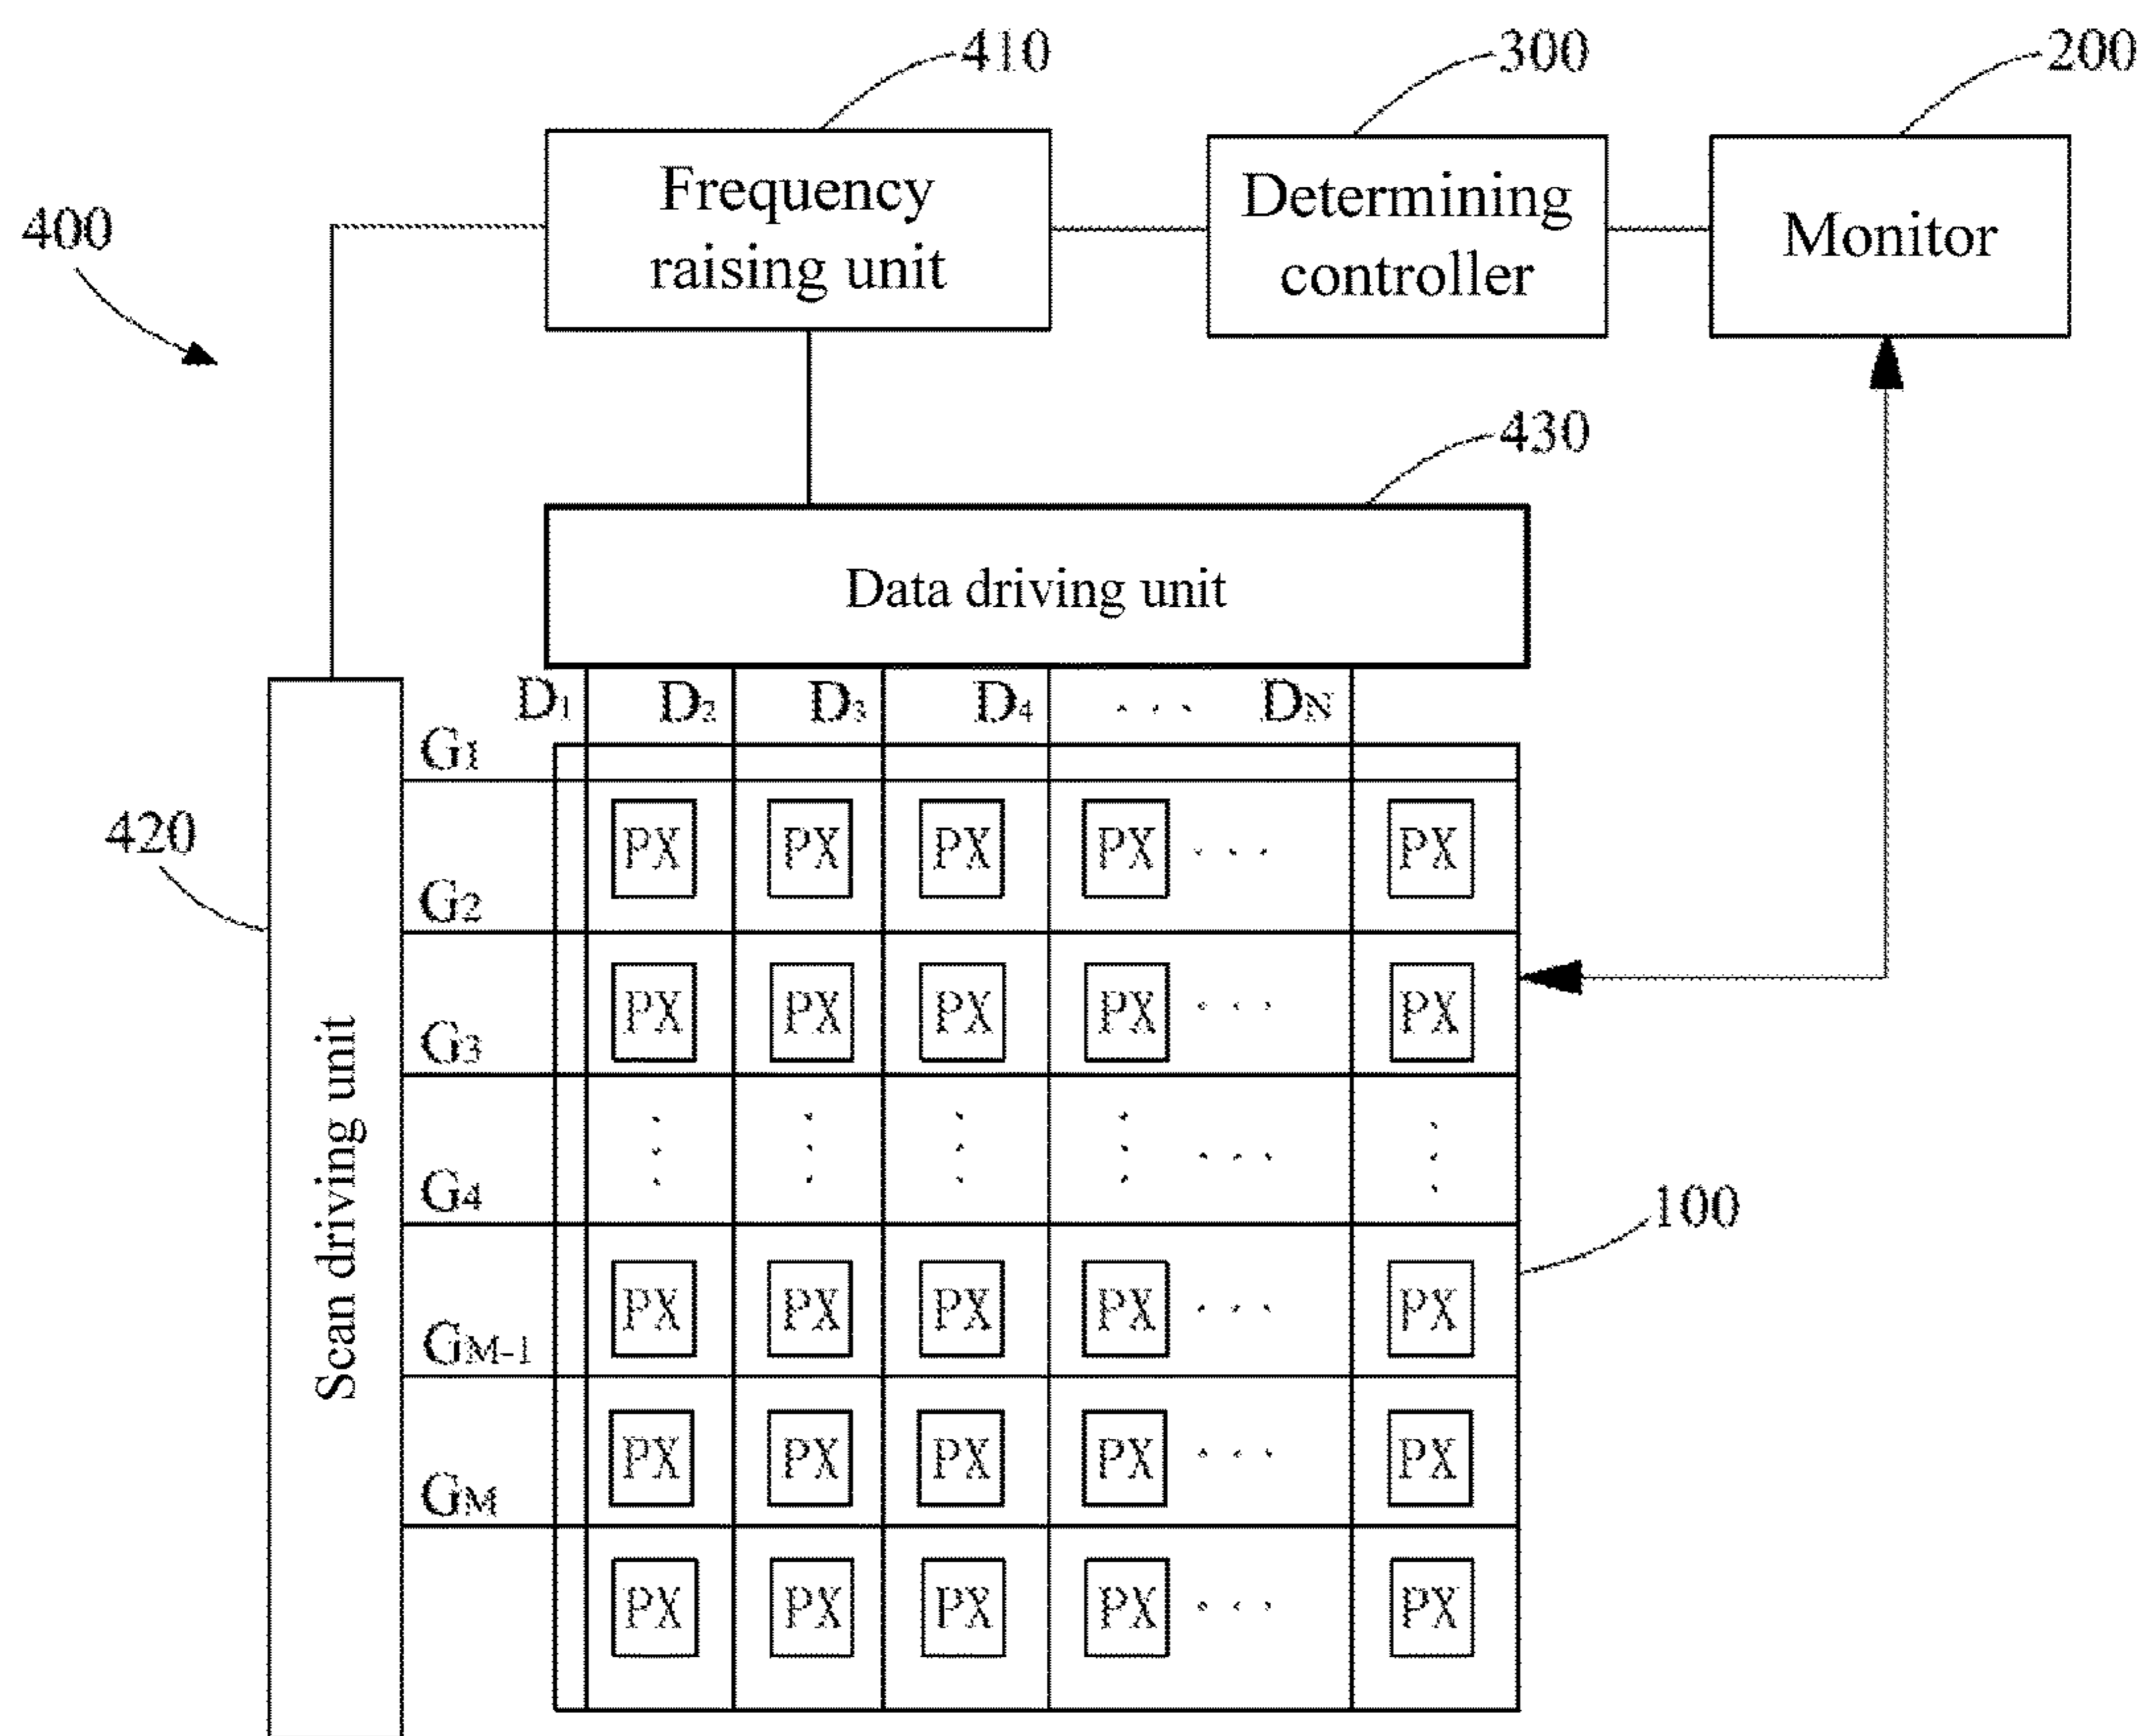 410
300
200
400
Frequency
raising unit
Determining
controller
Monitor
430
Data driving unit
D1 D2 D3 D4 · · · DN
G1
420
PX PX PX PX · · · PX
G2
PX PX PX PX · · · PX
G3
Scan driving unit
G4
100
PX PX PX PX · · · PX
GM-1
PX PX PX PX · · · PX
GM
PX PX PX PX · · · PX